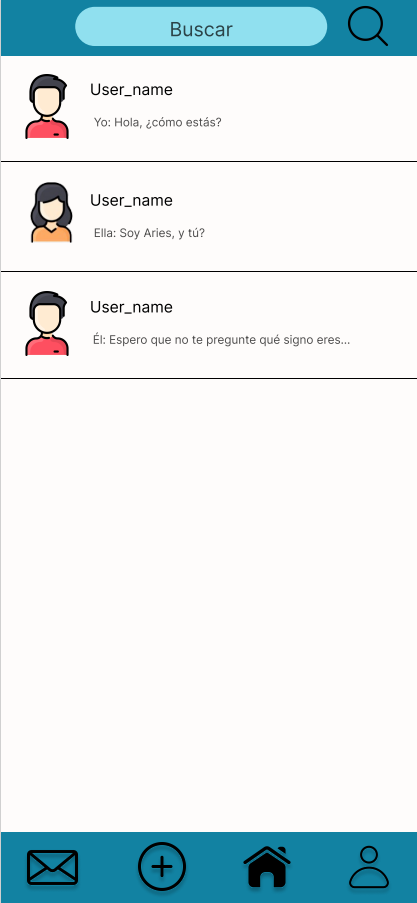 Buscar
User_name
Yo: Hola, ¿cómo estás?
User_name
Ella: Soy Aries, y tú?
User_name
Él: Espero que no te pregunte qué signo eres...